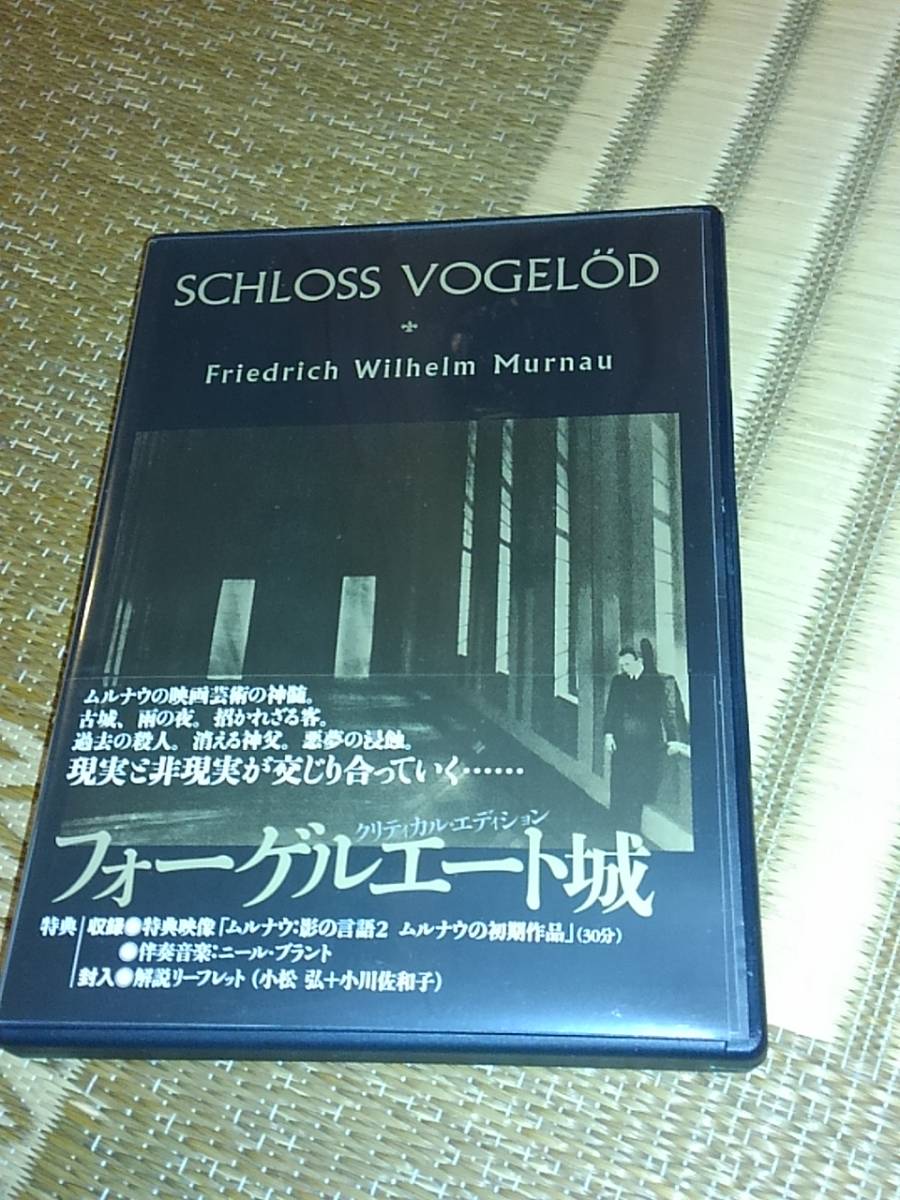 SCHLOSS VOGELÖD
Friedrich Wilhelm Murnau
ムルナウの映画芸術の神髄。
古城、雨の夜。招かれざる客。
過去の殺人。消える神父。悪夢の浸蝕。
現実と非現実が交じり合っていく……
クリティカル・エディション
フォーゲルエート城
特典 収録●特典映像「ムルナウ:影の言語2 ムルナウの初期作品」(30分)
●伴奏音楽:ニール・ブラント
封入●解説リーフレット(小松 弘+小川佐和子)